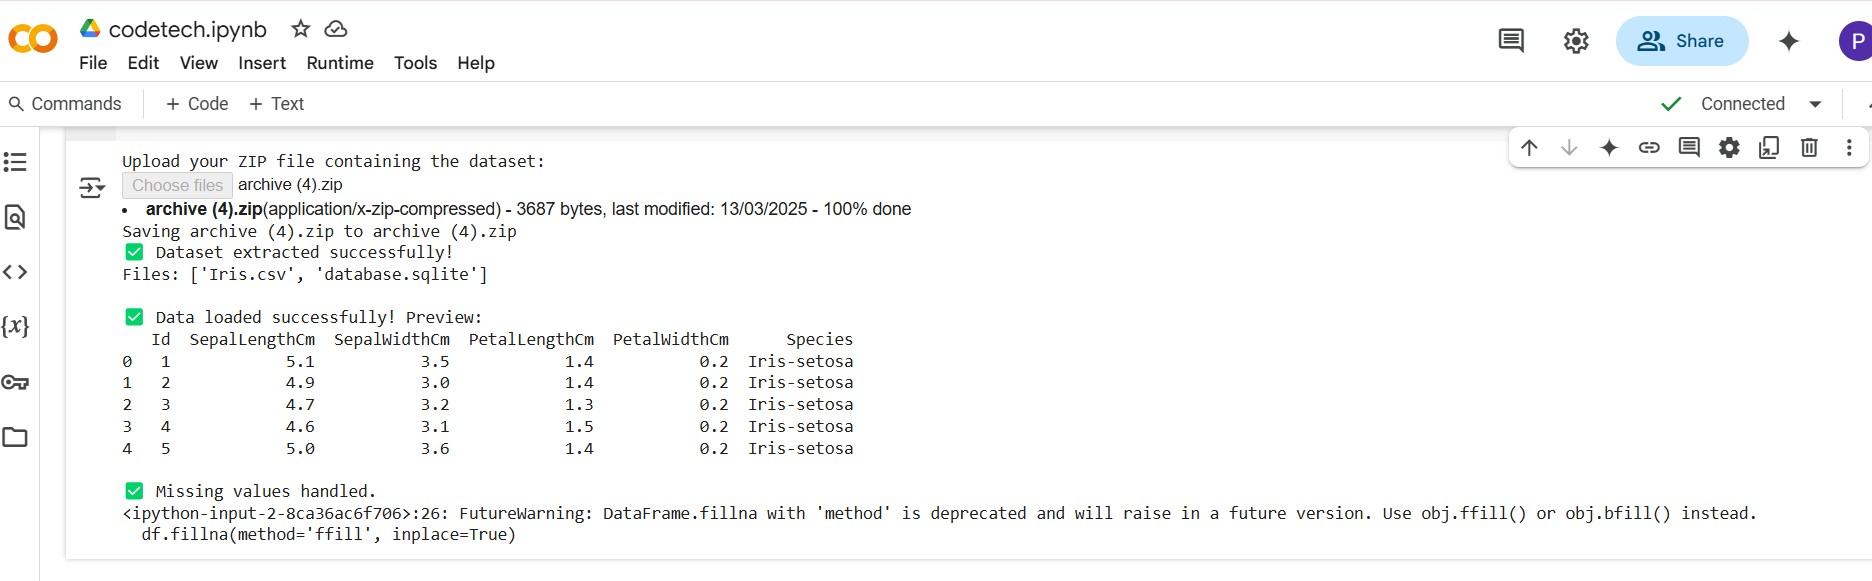 codetech.ipynb
File Edit View Insert Runtime Tools Help
Share
P
Commands + Code + Text
Connected
Upload your ZIP file containing the dataset:
Choose files archive (4).zip
• archive (4).zip(application/x-zip-compressed) - 3687 bytes, last modified: 13/03/2025 - 100% done
Saving archive (4).zip to archive (4).zip
✅ Dataset extracted successfully!
Files: ['Iris.csv', 'database.sqlite']
✅ Data loaded successfully! Preview:
Id SepalLengthCm SepalWidthCm PetalLengthCm PetalWidthCm Species
0 1 5.1 3.5 1.4 0.2 Iris-setosa
1 2 4.9 3.0 1.4 0.2 Iris-setosa
2 3 4.7 3.2 1.3 0.2 Iris-setosa
3 4 4.6 3.1 1.5 0.2 Iris-setosa
4 5 5.0 3.6 1.4 0.2 Iris-setosa
✅ Missing values handled.
<ipython-input-2-8ca36ac6f706>:26: FutureWarning: DataFrame.fillna with 'method' is deprecated and will raise in a future version. Use obj.ffill() or obj.bfill() instead.
df.fillna(method='ffill', inplace=True)